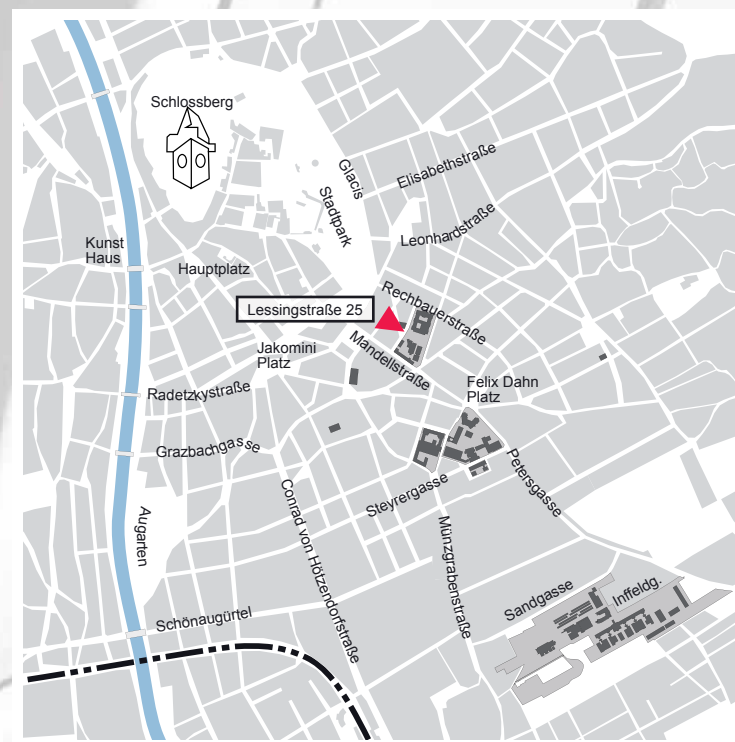 Schlossberg
Glacis
Elisabethstraße
Stadtpark
Leonhardstraße
Kunst
Haus
Hauptplatz
Rechbauerstraße
Lessingstraße 25
Jakomini
Platz
Mandellstraße
Felix Dahn
Platz
Radetzkystraße
Grazbachgasse
Petersgasse
Steyrergasse
Conrad von Hötzendorfstraße
Augarten
Münzgrabenstraße
Sandgasse
Inffeldg.
Schönaugürtel